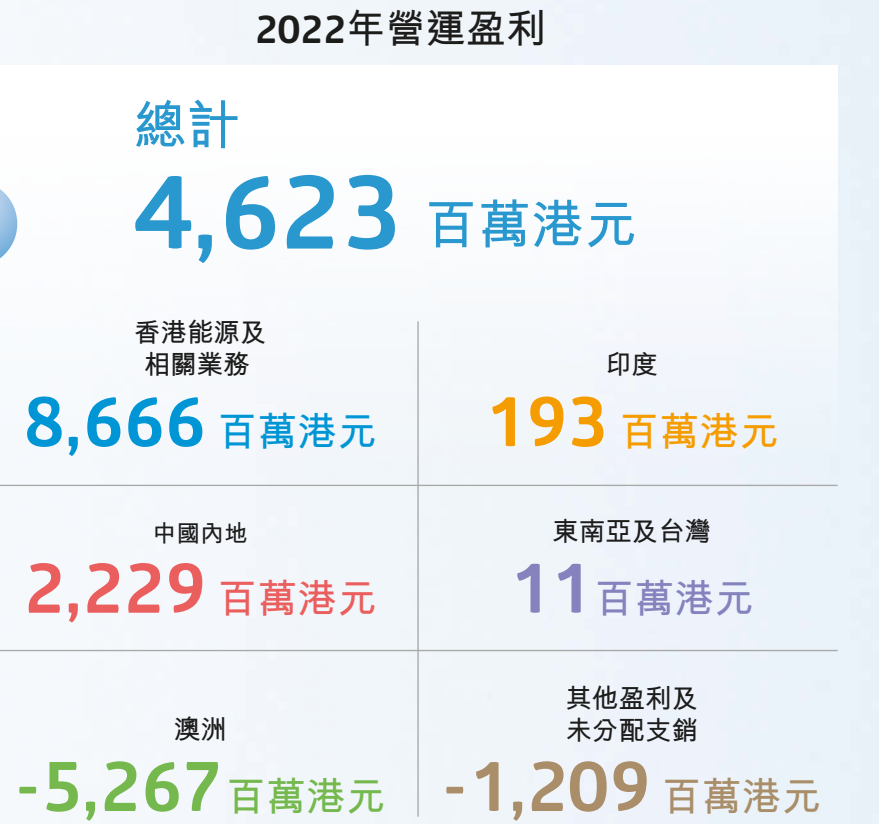 2022年營運盈利
總計
4,623 百萬港元
香港能源及
相關業務
8,666 百萬港元
印度
193 百萬港元
中國內地
2,229 百萬港元
東南亞及台灣
11 百萬港元
澳洲
-5,267 百萬港元
其他盈利及
未分配支銷
-1,209 百萬港元